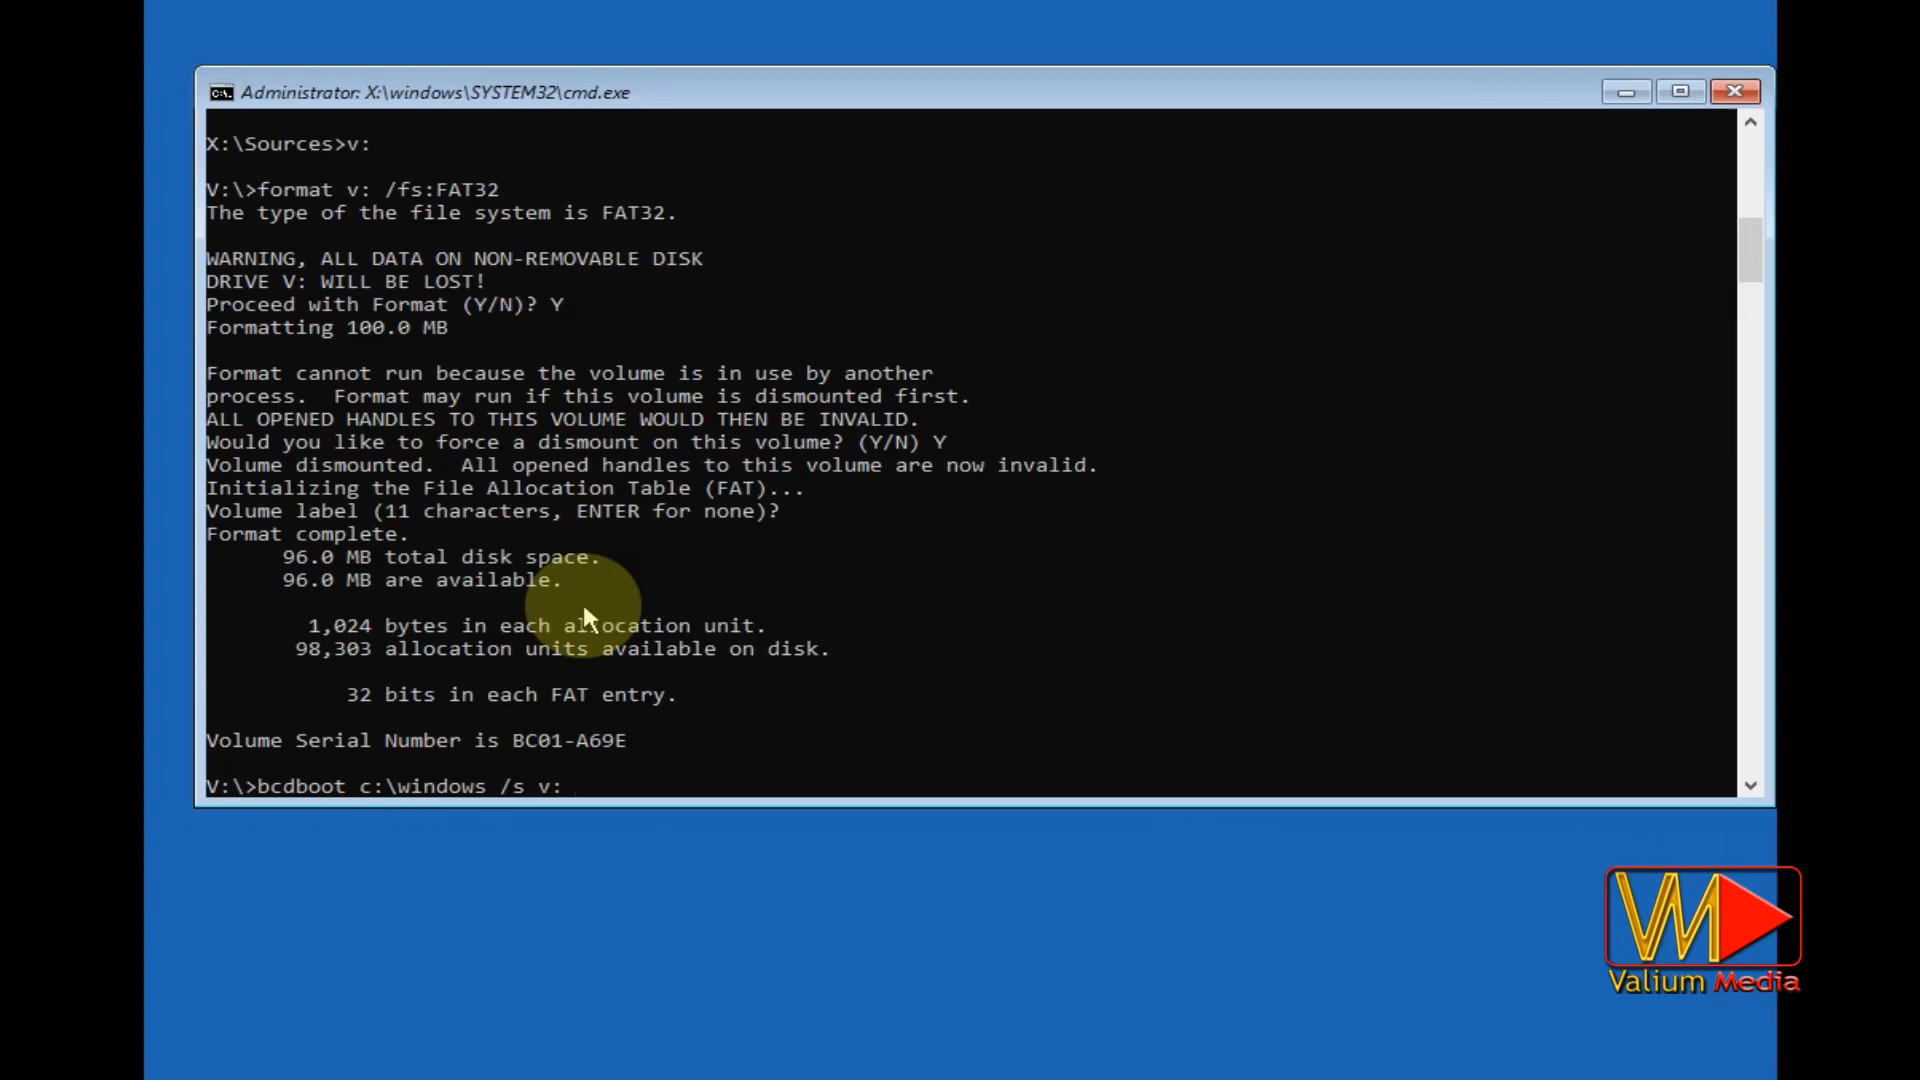 Administrator: X:\windows\SYSTEM32\cmd.exe
X:\Sources>v:
V:\>format v: /fs:FAT32
The type of the file system is FAT32.
WARNING, ALL DATA ON NON-REMOVABLE DISK
DRIVE V: WILL BE LOST!
Proceed with Format (Y/N)? Y
Formatting 100.0 MB
Format cannot run because the volume is in use by another
process.  Format may run if this volume is dismounted first.
ALL OPENED HANDLES TO THIS VOLUME WOULD THEN BE INVALID.
Would you like to force a dismount on this volume? (Y/N) Y
Volume dismounted.  All opened handles to this volume are now invalid.
Initializing the File Allocation Table (FAT)...
Volume label (11 characters, ENTER for none)?
Format complete.
96.0 MB total disk space.
96.0 MB are available.
1,024 bytes in each allocation unit.
98,303 allocation units available on disk.
32 bits in each FAT entry.
Volume Serial Number is BC01-A69E
V:\>bcdboot c:\windows /s v:
VM
Valium Media